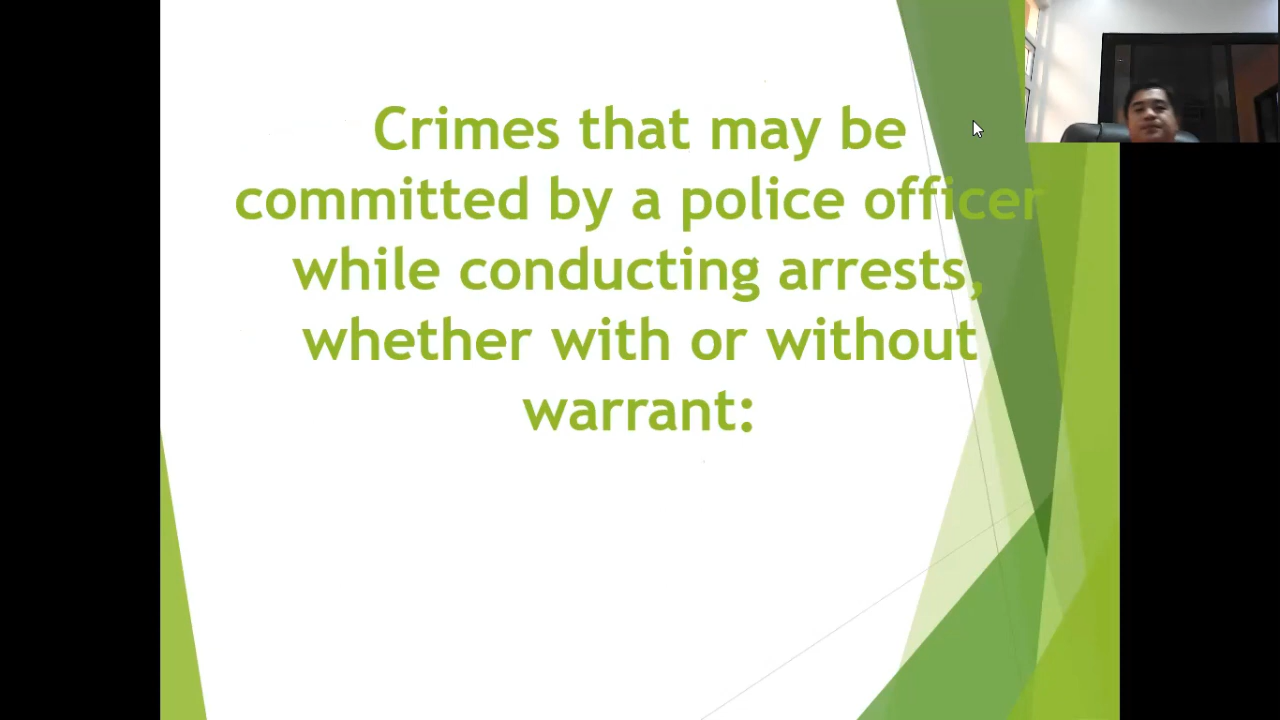 Crimes that may be
committed by a police officer
while conducting arrests,
whether with or without
warrant: